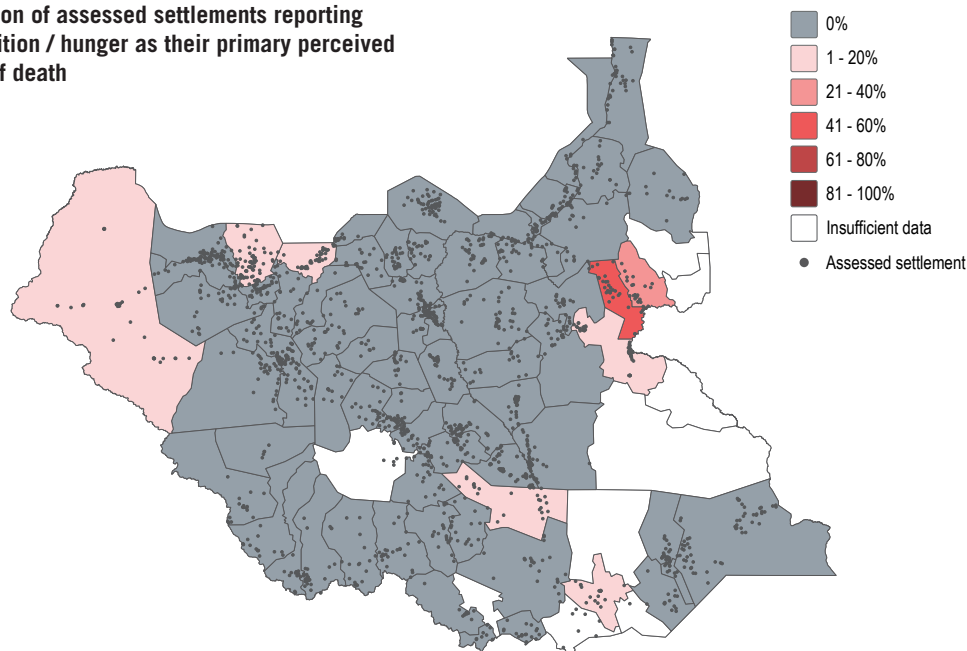 on of assessed settlements reporting
ition / hunger as their primary perceived
f death
0%
1 - 20%
21 - 40%
41 - 60%
61 - 80%
81 - 100%
Insufficient data
Assessed settlement